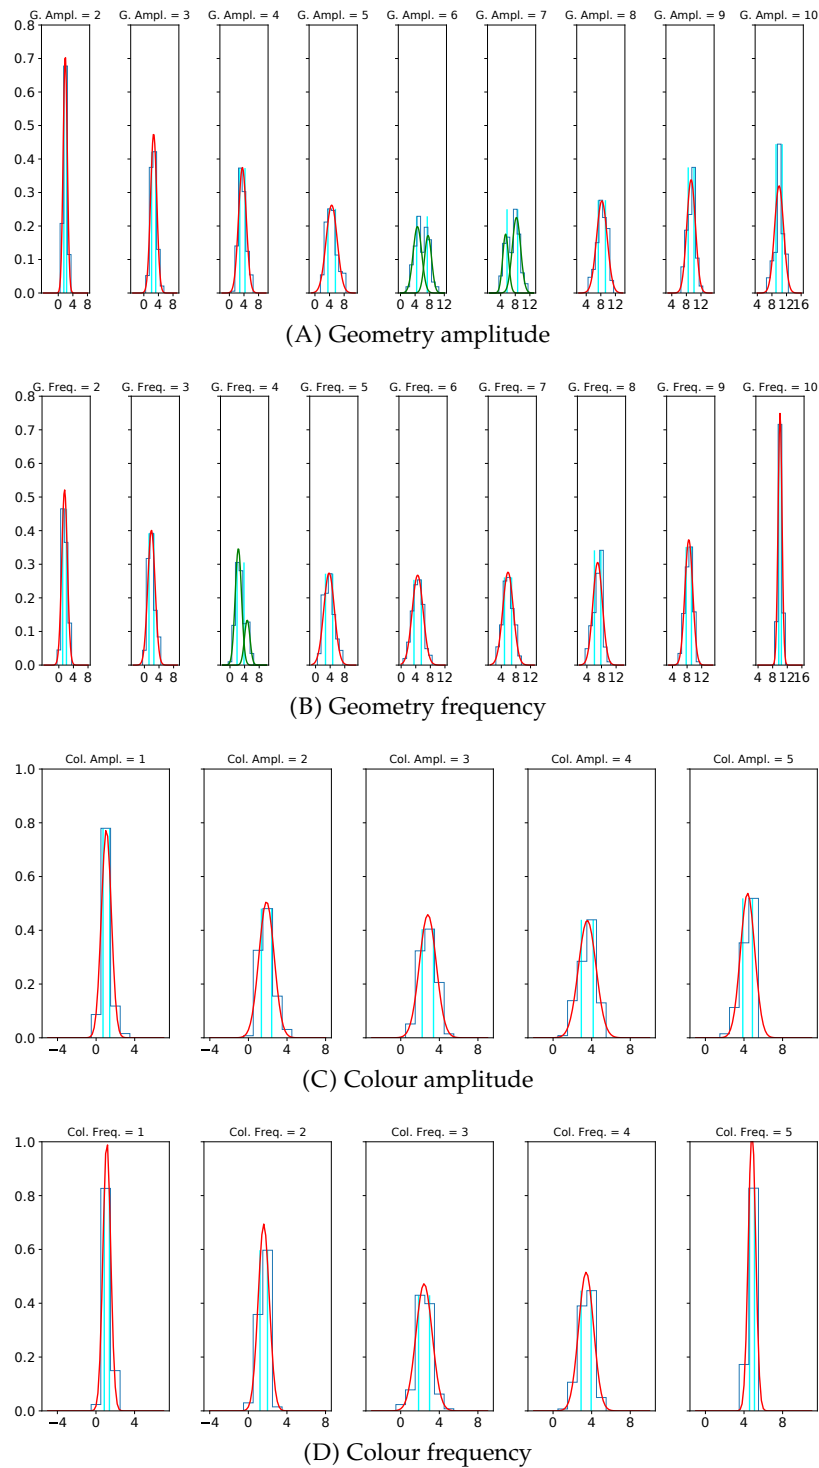 G. Ampl. = 2 G. Ampl. = 3 G. Ampl. = 4 G. Ampl. = 5 G. Ampl. = 6 G. Ampl. = 7 G. Ampl. = 8 G. Ampl. = 9 G. Ampl. = 10
0.8
0.7
0.6
0.5
0.4
0.3
0.2
0.1
0.0
0 4 8 0 4 8 0 4 8 0 4 8 0 4 8 12 4 8 12 4 8 12 4 8 12 4 8 12 16
(A) Geometry amplitude
G. Freq. = 2 G. Freq. = 3 G. Freq. = 4 G. Freq. = 5 G. Freq. = 6 G. Freq. = 7 G. Freq. = 8 G. Freq. = 9 G. Freq. = 10
0.8
0.7
0.6
0.5
0.4
0.3
0.2
0.1
0.0
0 4 8 0 4 8 0 4 8 0 4 8 0 4 8 12 4 8 12 4 8 12 4 8 12 4 8 12 16
(B) Geometry frequency
Col. Ampl. = 1 Col. Ampl. = 2 Col. Ampl. = 3 Col. Ampl. = 4 Col. Ampl. = 5
1.0
0.8
0.6
0.4
0.2
0.0
−4 0 4 −4 0 4 0 4 8 0 4 8 0 4 8
(C) Colour amplitude
Col. Freq. = 1 Col. Freq. = 2 Col. Freq. = 3 Col. Freq. = 4 Col. Freq. = 5
1.0
0.8
0.6
0.4
0.2
0.0
−4 0 4 −4 0 4 0 4 8 0 4 8 0 4 8
(D) Colour frequency